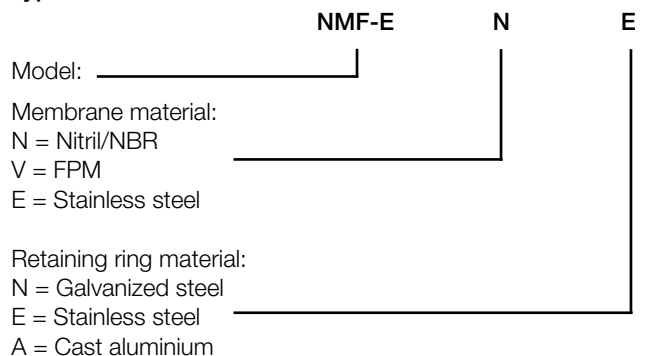 NMF-E N E
Model:
Membrane material:
N = Nitril/NBR
V = FPM
E = Stainless steel
Retaining ring material:
N = Galvanized steel
E = Stainless steel
A = Cast aluminium